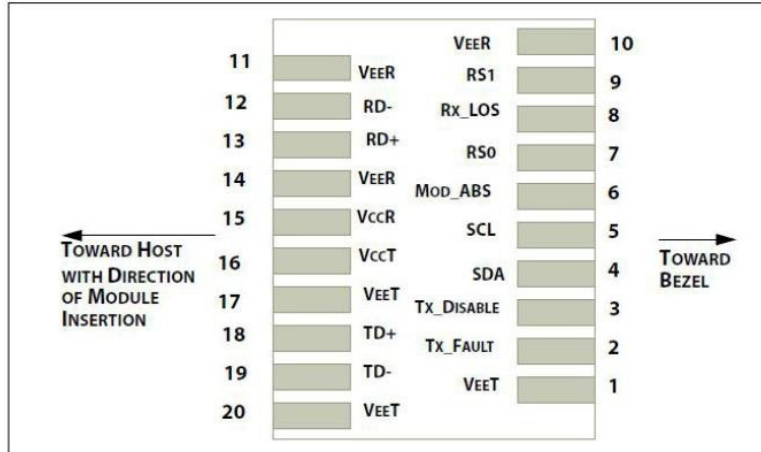 11 VEER
12 RD-
13 RD+
14 VEER
15 VCCR
16 VCCT
17 VEET
18 TD+
19 TD-
20 VEET
VEER 10
RS1 9
RX_LOS 8
RS0 7
MOD_ABS 6
SCL 5
SDA 4
TX_DISABLE 3
TX_FAULT 2
VEET 1
TOWARD HOST
WITH DIRECTION
OF MODULE
INSERTION
TOWARD
BEZEL